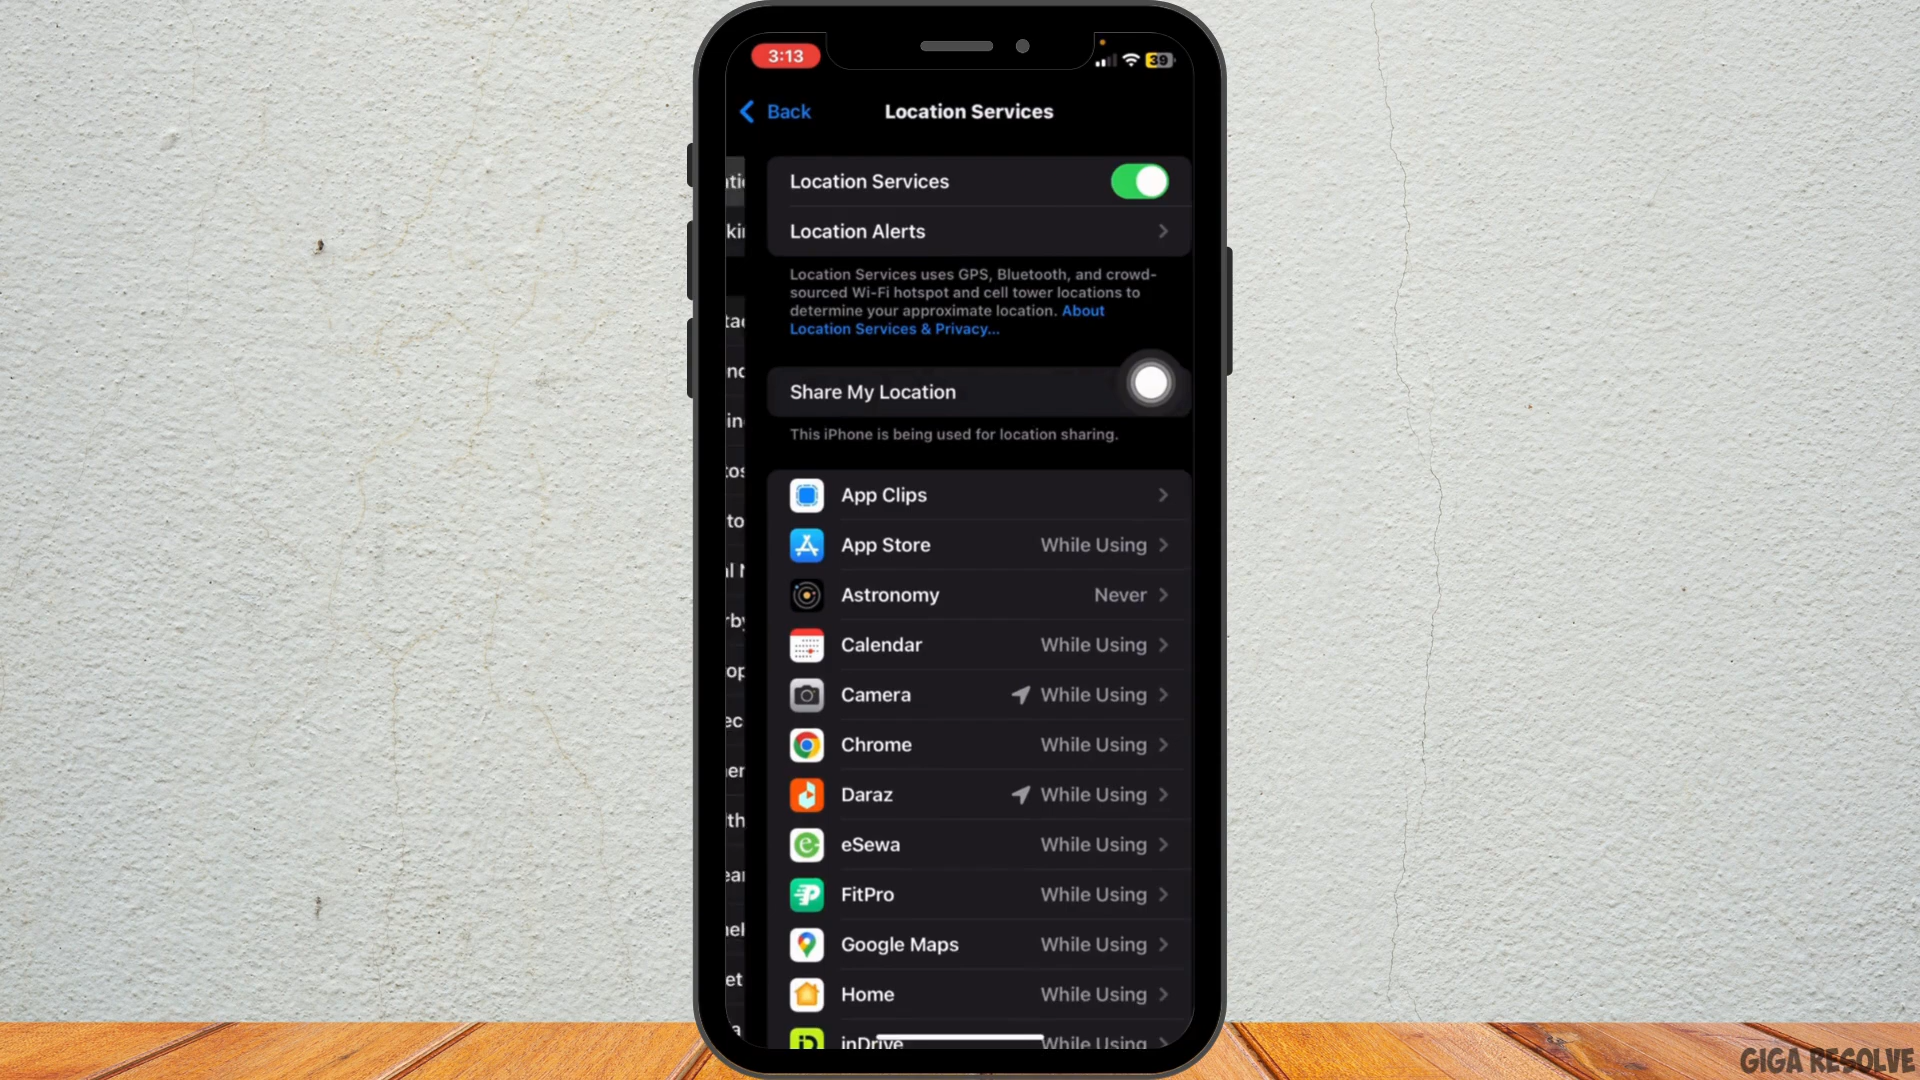 3:13
39
Back
Location Services
Location Services
Location Alerts
Location Services uses GPS, Bluetooth, and crowd-
sourced Wi-Fi hotspot and cell tower locations to
determine your approximate location. About
Location Services & Privacy...
Share My Location
This iPhone is being used for location sharing.
App Clips
App Store While Using
Astronomy Never
Calendar While Using
Camera While Using
Chrome While Using
Daraz While Using
eSewa While Using
FitPro While Using
Google Maps While Using
Home While Using
inDrive While Using
GIGA RESOLVE